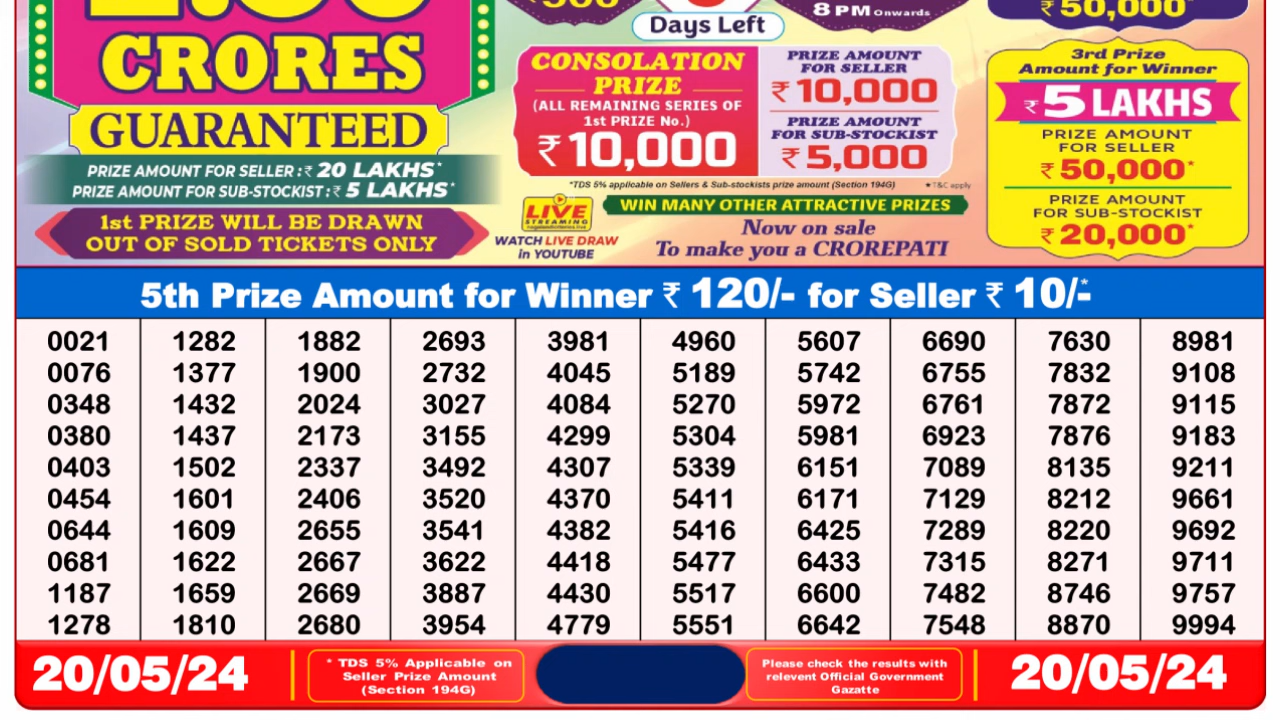 CRORES
GUARANTEED
PRIZE AMOUNT FOR SELLER :₹ 20 LAKHS*
PRIZE AMOUNT FOR SUB-STOCKIST :₹ 5 LAKHS*
1st PRIZE WILL BE DRAWN
OUT OF SOLD TICKETS ONLY
Days Left
8 PM Onwards
₹ 50,000*
CONSOLATION
PRIZE
(ALL REMAINING SERIES OF
1st PRIZE No.)
₹ 10,000
PRIZE AMOUNT
FOR SELLER
₹ 10,000
PRIZE AMOUNT
FOR SUB-STOCKIST
₹ 5,000
*TDS 5% applicable on Sellers & Sub-stockists prize amount (Section 194G)
★T&C apply
LIVE
STREAMING
WATCH LIVE DRAW
in YOUTUBE
WIN MANY OTHER ATTRACTIVE PRIZES
Now on sale
To make you a CROREPATI
3rd Prize
Amount for Winner
₹ 5 LAKHS
PRIZE AMOUNT
FOR SELLER
₹ 50,000*
PRIZE AMOUNT
FOR SUB-STOCKIST
₹ 20,000*
5th Prize Amount for Winner ₹ 120/- for Seller ₹ 10/-*
0021 1282 1882 2693 3981 4960 5607 6690 7630 8981
0076 1377 1900 2732 4045 5189 5742 6755 7832 9108
0348 1432 2024 3027 4084 5270 5972 6761 7872 9115
0380 1437 2173 3155 4299 5304 5981 6923 7876 9183
0403 1502 2337 3492 4307 5339 6151 7089 8135 9211
0454 1601 2406 3520 4370 5411 6171 7129 8212 9661
0644 1609 2655 3541 4382 5416 6425 7289 8220 9692
0681 1622 2667 3622 4418 5477 6433 7315 8271 9711
1187 1659 2669 3887 4430 5517 6600 7482 8746 9757
1278 1810 2680 3954 4779 5551 6642 7548 8870 9994
20/05/24
* TDS 5% Applicable on
Seller Prize Amount
(Section 194G)
Please check the results with
relevent Official Government
Gazatte
20/05/24